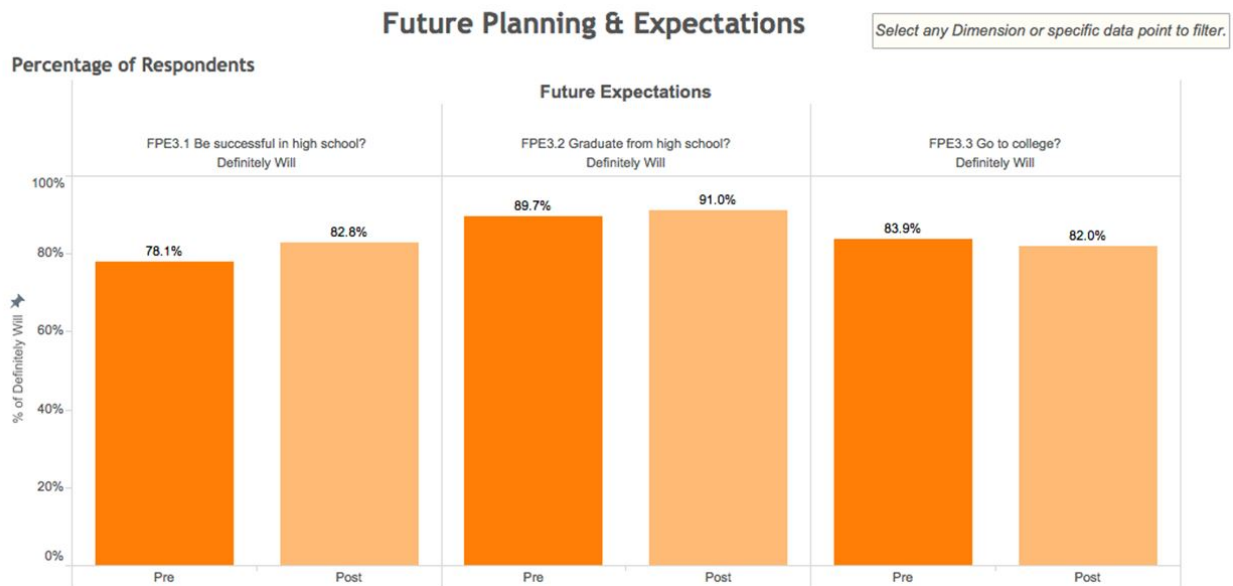 Future Planning & Expectations
Select any Dimension or specific data point to filter.
Percentage of Respondents
Future Expectations
FPE3.1 Be successful in high school?
Definitely Will
FPE3.2 Graduate from high school?
Definitely Will
FPE3.3 Go to college?
Definitely Will
% of Definitely Will
100%
80%
60%
40%
20%
0%
78.1%
82.8%
89.7%
91.0%
83.9%
82.0%
Pre
Post
Pre
Post
Pre
Post